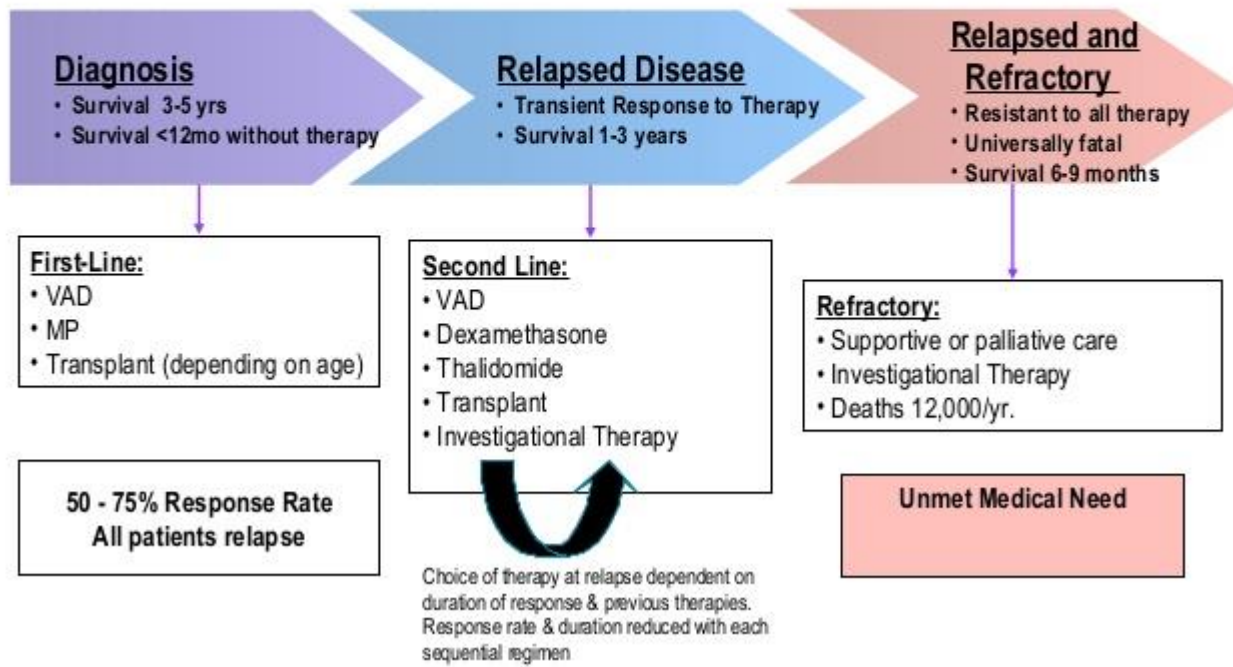 Diagnosis
• Survival 3-5 yrs
• Survival <12mo without therapy
Relapsed Disease
• Transient Response to Therapy
• Survival 1-3 years
Relapsed and
Refractory
• Resistant to all therapy
• Universally fatal
• Survival 6-9 months
First-Line:
• VAD
• MP
• Transplant (depending on age)
Second Line:
• VAD
• Dexamethasone
• Thalidomide
• Transplant
• Investigational Therapy
Refractory:
• Supportive or palliative care
• Investigational Therapy
• Deaths 12,000/yr.
50 - 75% Response Rate
All patients relapse
Choice of therapy at relapse dependent on
duration of response & previous therapies.
Response rate & duration reduced with each
sequential regimen
Unmet Medical Need